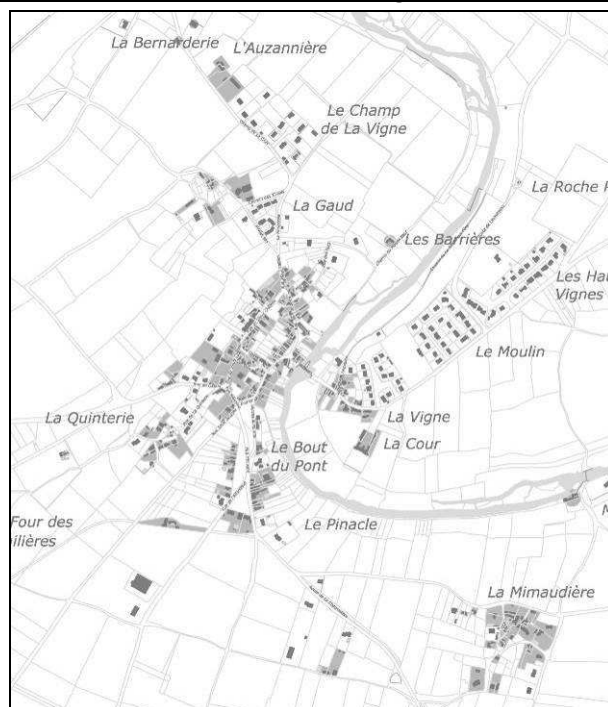 La Bernarderie
L'Auzannière
Le Champ
de La Vigne
La Roche
La Gaud
Les Barrières
Les Hau
Vignes
Le Moulin
La Quinterie
La Vigne
La Cour
Le Bout
du Pont
Four des
ilières
Le Pinacle
La Mimaudière